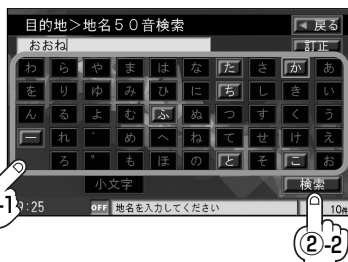 目的地>地名50音検索 戻る
おおね 訂正
わ ら や ま は な た さ か あ
を り ゆ み ひ に ち し き い
ん る よ む ふ ぬ つ す く う
ー れ ゛ め へ ね て せ け え
ろ ゜ も ほ の と そ こ お
小文字 検索
-1 9:25 OFF 地名を入力してください 10m
②-2